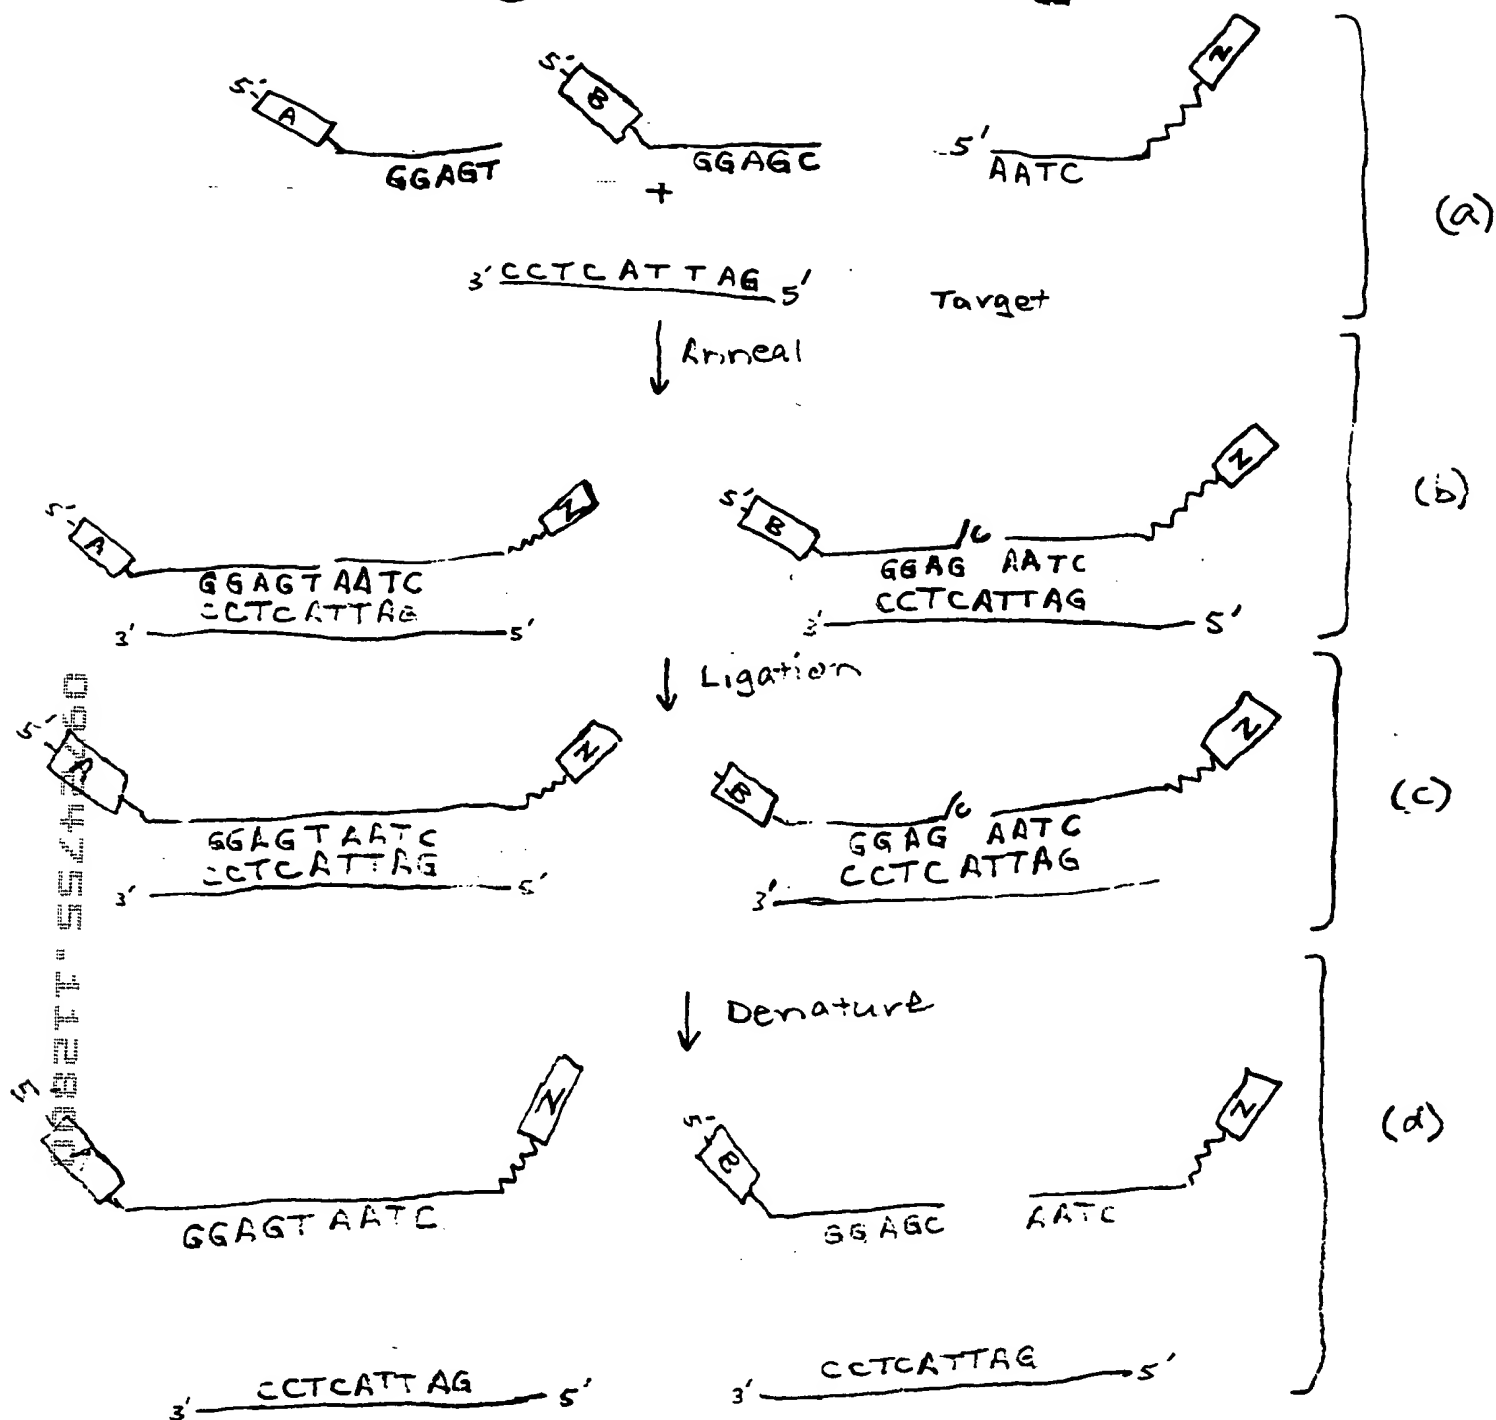 5' A 5' B N
GGAGT GGAGC 5' AATC
+
(a)
3' CCTCATTAG 5' Target
Anneal
5' A N 5' B C N
(b)
GGAGTAATC GGAG AATC
CCTCATTAG CCTCATTAG
3' 5' 3' 5'
Ligation
5' A N B C N
(c)
GGAGTAATC GGAG AATC
CCTCATTAG CCTCATTAG
3' 5' 3'
Denature
5' N 5' B N
(d)
GGAGTAATC GGAGC AATC
CCTCATTAG CCTCATTAG
3' 5' 3' 5'